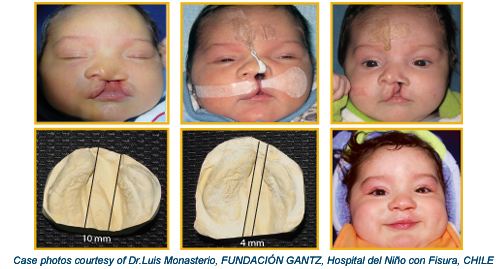 10 mm
4 mm
Case photos courtesy of Dr.Luis Monasterio, FUNDACIÓN GANTZ, Hospital del Niño con Fisura, CHILE